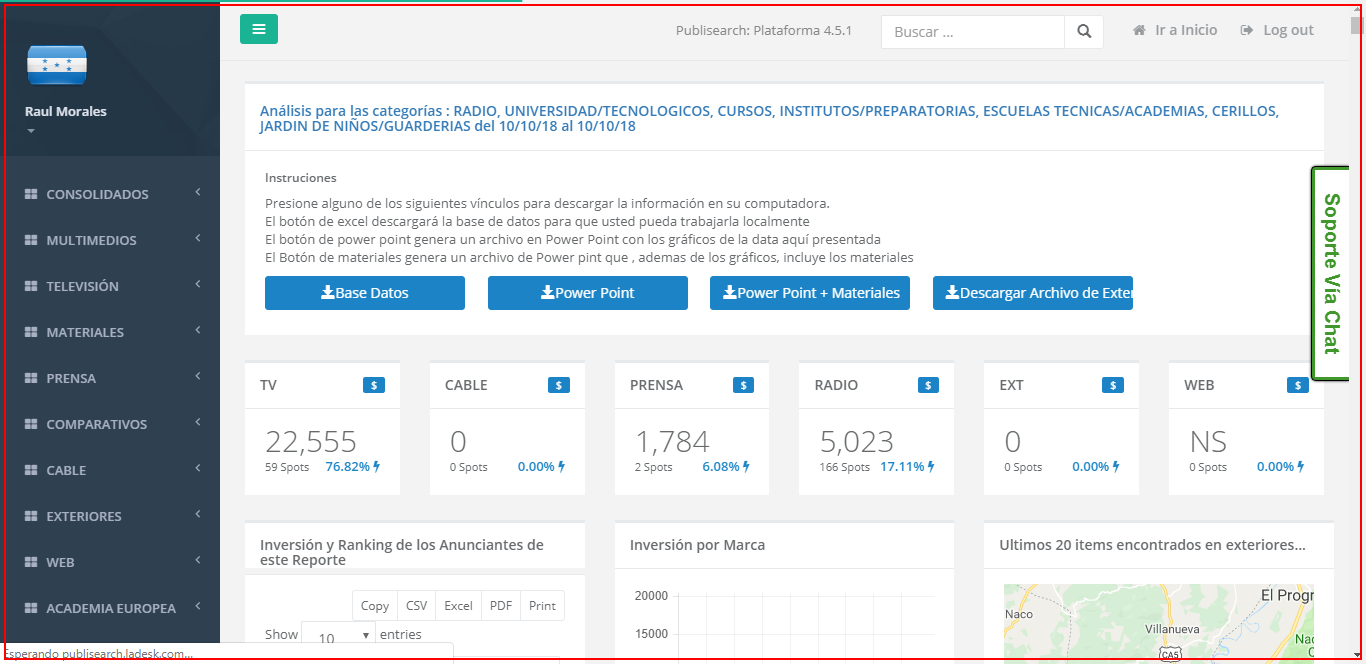 Publisearch: Plataforma 4.5.1
Buscar ...
Ir a Inicio
Log out
Raul Morales
CONSOLIDADOS
MULTIMEDIOS
TELEVISIÓN
MATERIALES
PRENSA
COMPARATIVOS
CABLE
EXTERIORES
WEB
ACADEMIA EUROPEA
Esperando publisearch.ladesk.com...
Análisis para las categorías : RADIO, UNIVERSIDAD/TECNOLOGICOS, CURSOS, INSTITUTOS/PREPARATORIAS, ESCUELAS TECNICAS/ACADEMIAS, CERILLOS,
JARDIN DE NIÑOS/GUARDERIAS del 10/10/18 al 10/10/18
Instruciones
Presione alguno de los siguientes vínculos para descargar la información en su computadora.
El botón de excel descargará la base de datos para que usted pueda trabajarla localmente
El botón de power point genera un archivo en Power Point con los gráficos de la data aquí presentada
El Botón de materiales genera un archivo de Power pint que , ademas de los gráficos, incluye los materiales
Base Datos
Power Point
Power Point + Materiales
Descargar Archivo de Exter
Soporte Vía Chat
TV $
22,555
59 Spots 76.82%
CABLE $
0
0 Spots 0.00%
PRENSA $
1,784
2 Spots 6.08%
RADIO $
5,023
166 Spots 17.11%
EXT $
0
0 Spots 0.00%
WEB $
NS
0 Spots 0.00%
Inversión y Ranking de los Anunciantes de
este Reporte
Copy CSV Excel PDF Print
Show 10 entries
Inversión por Marca
20000
15000
Ultimos 20 items encontrados en exteriores...
El Progr
Naco
Villanueva
CA5
Nac